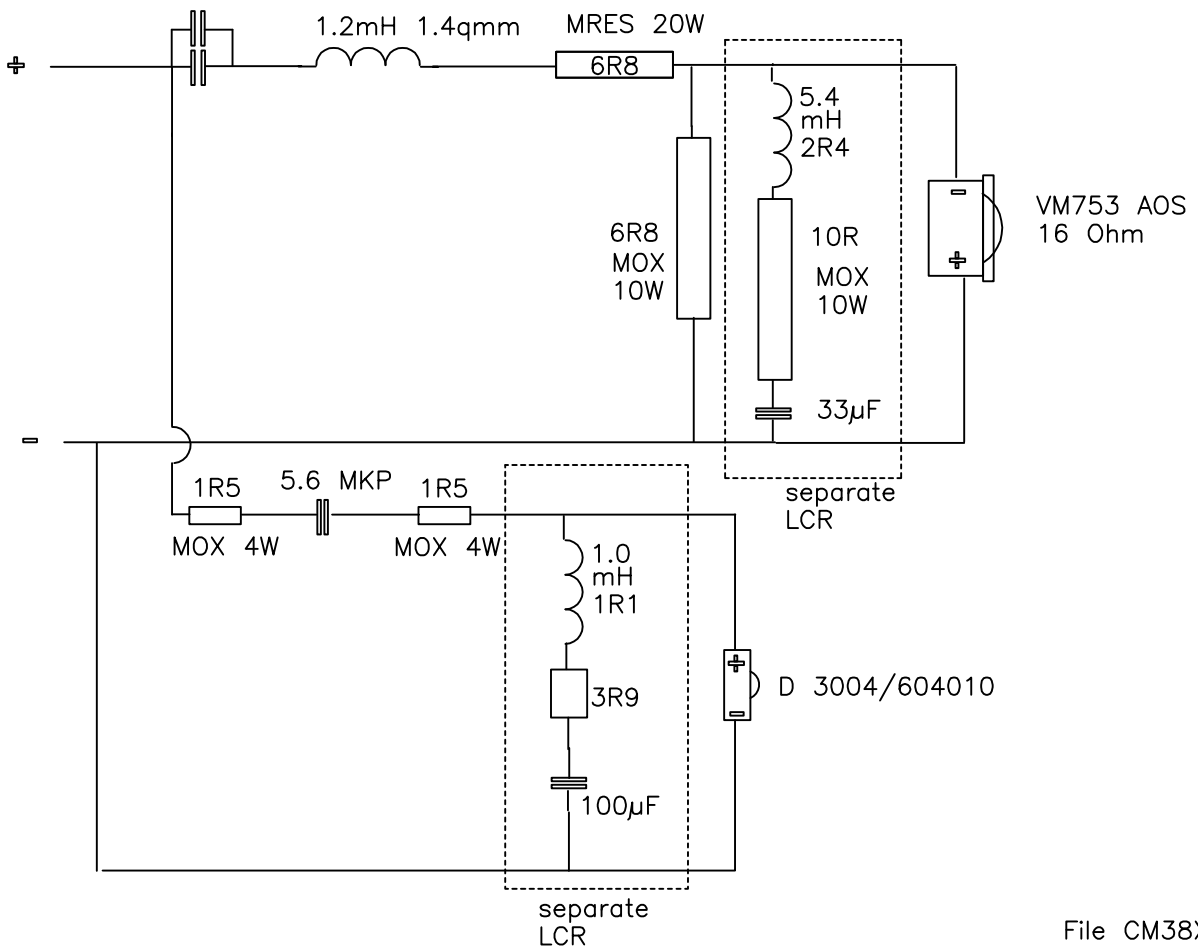 1.2mH 1.4qmm
MRES 20W
+
6R8
5.4
mH
2R4
-
+
VM753 AOS
16 Ohm
6R8
MOX
10W
10R
MOX
10W
33µF
-
separate
LCR
1R5
5.6 MKP
1R5
MOX 4W
MOX 4W
1.0
mH
1R1
+
-
D 3004/604010
3R9
100µF
separate
LCR
File CM38